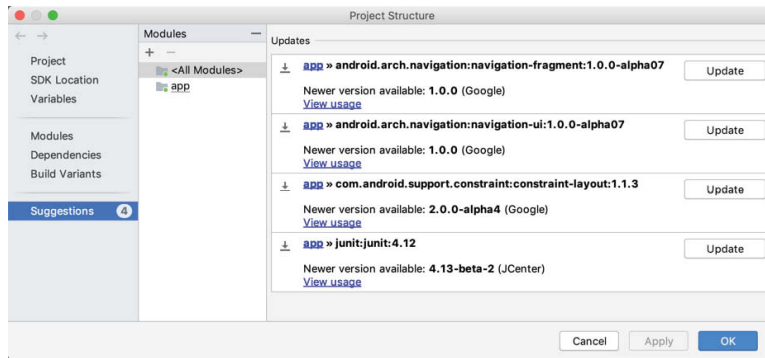 Project Structure
Project
SDK Location
Variables
Modules
Dependencies
Build Variants
Suggestions 4
Modules
<All Modules>
app
Updates
app » android.arch.navigation:navigation-fragment:1.0.0-alpha07
Update
Newer version available: 1.0.0 (Google)
View usage
app » android.arch.navigation:navigation-ui:1.0.0-alpha07
Update
Newer version available: 1.0.0 (Google)
View usage
app » com.android.support.constraint:constraint-layout:1.1.3
Update
Newer version available: 2.0.0-alpha4 (Google)
View usage
app » junit:junit:4.12
Update
Newer version available: 4.13-beta-2 (JCenter)
View usage
Cancel
Apply
OK